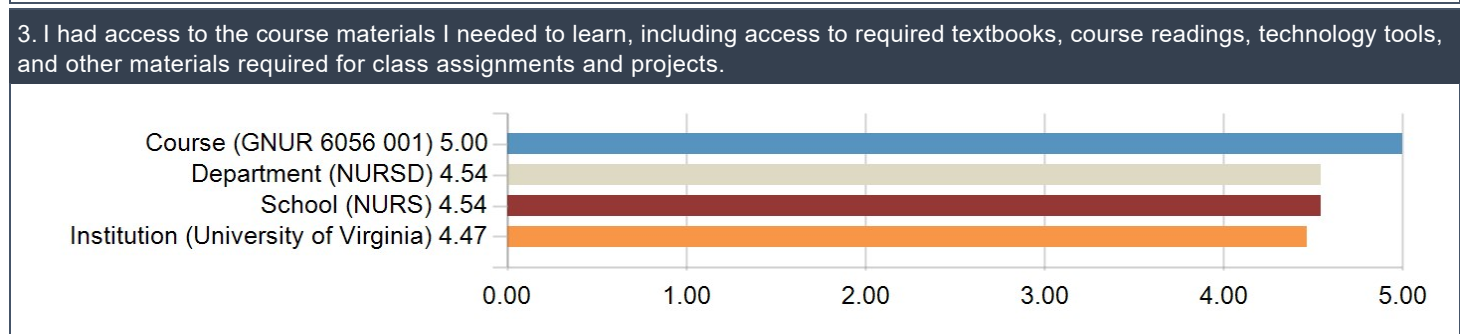 3. I had access to the course materials I needed to learn, including access to required textbooks, course readings, technology tools,
and other materials required for class assignments and projects.
Course (GNUR 6056 001) 5.00
Department (NURSD) 4.54
School (NURS) 4.54
Institution (University of Virginia) 4.47
0.00 1.00 2.00 3.00 4.00 5.00